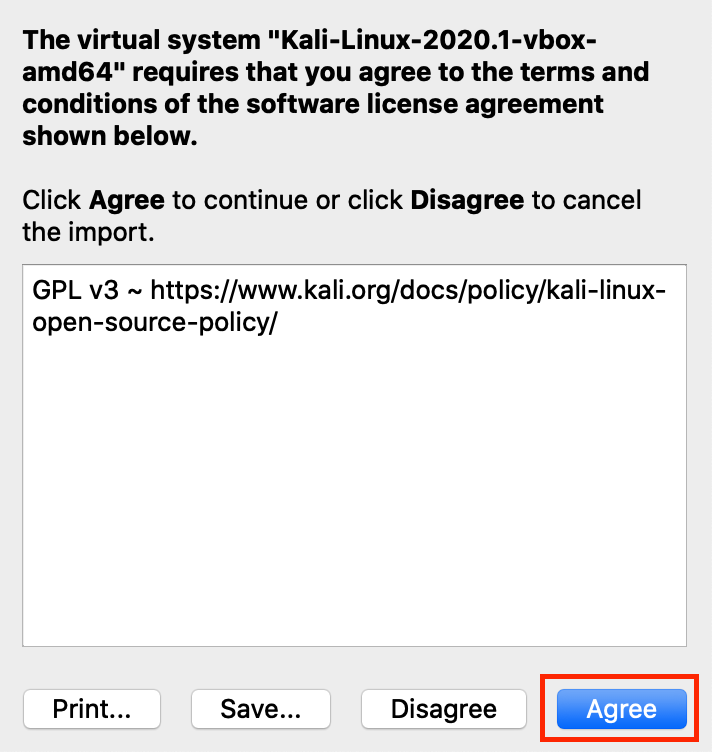 The virtual system "Kali-Linux-2020.1-vbox-
amd64" requires that you agree to the terms and
conditions of the software license agreement
shown below.
Click Agree to continue or click Disagree to cancel
the import.
GPL v3 ~ https://www.kali.org/docs/policy/kali-linux-
open-source-policy/
Print... Save... Disagree Agree